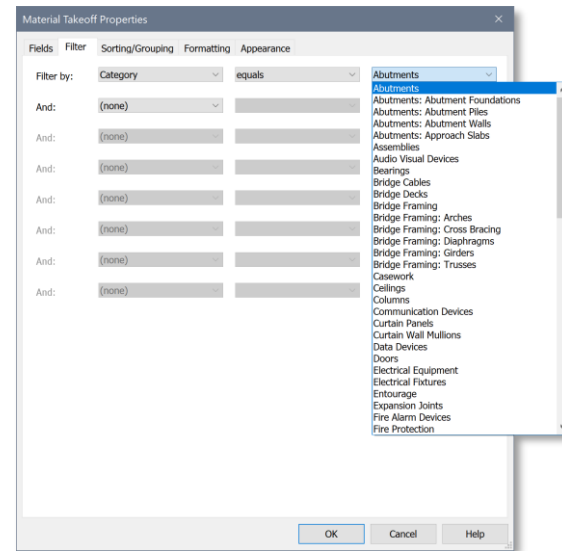 Material Takeoff Properties
Fields Filter Sorting/Grouping Formatting Appearance
Filter by: Category equals Abutments
And: (none)
And: (none)
And: (none)
And: (none)
And: (none)
And: (none)
And: (none)
Abutments
Abutments: Abutment Foundations
Abutments: Abutment Piles
Abutments: Abutment Walls
Abutments: Approach Slabs
Assemblies
Audio Visual Devices
Bearings
Bridge Cables
Bridge Decks
Bridge Framing
Bridge Framing: Arches
Bridge Framing: Cross Bracing
Bridge Framing: Diaphragms
Bridge Framing: Girders
Bridge Framing: Trusses
Casework
Ceilings
Columns
Communication Devices
Curtain Panels
Curtain Wall Mullions
Data Devices
Doors
Electrical Equipment
Electrical Fixtures
Entourage
Expansion Joints
Fire Alarm Devices
Fire Protection
OK Cancel Help